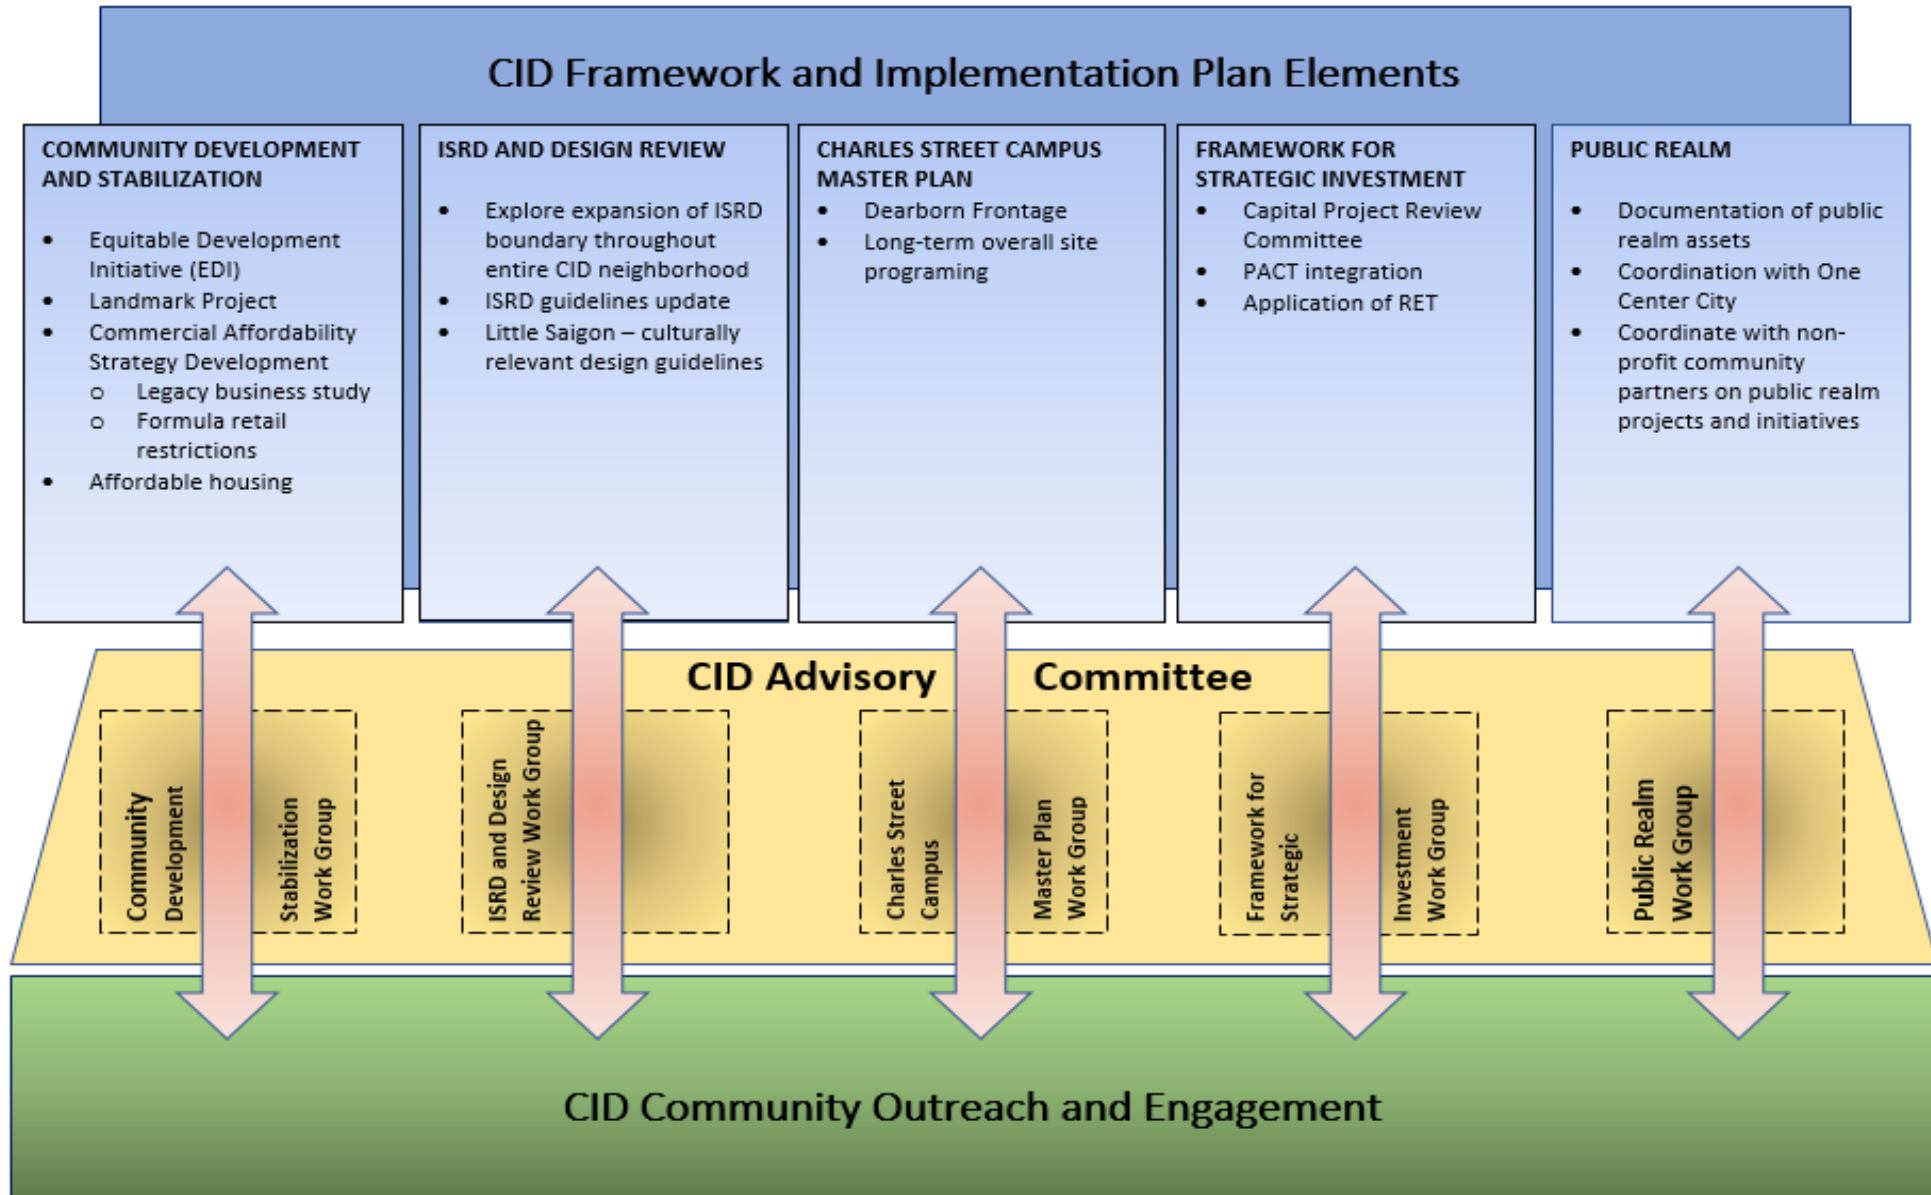 CID Framework and Implementation Plan Elements
COMMUNITY DEVELOPMENT
AND STABILIZATION
• Equitable Development
Initiative (EDI)
• Landmark Project
• Commercial Affordability
Strategy Development
o Legacy business study
o Formula retail
restrictions
• Affordable housing
ISRD AND DESIGN REVIEW
• Explore expansion of ISRD
boundary throughout
entire CID neighborhood
• ISRD guidelines update
• Little Saigon – culturally
relevant design guidelines
CHARLES STREET CAMPUS
MASTER PLAN
• Dearborn Frontage
• Long-term overall site
programing
FRAMEWORK FOR
STRATEGIC INVESTMENT
• Capital Project Review
Committee
• PACT integration
• Application of RET
PUBLIC REALM
• Documentation of public
realm assets
• Coordination with One
Center City
• Coordinate with non-
profit community
partners on public realm
projects and initiatives
CID Advisory Committee
Community
Development
Stabilization
Work Group
ISRD and Design
Review Work Group
Charles Street
Campus
Master Plan
Work Group
Framework for
Strategic
Investment
Work Group
Public Realm
Work Group
CID Community Outreach and Engagement